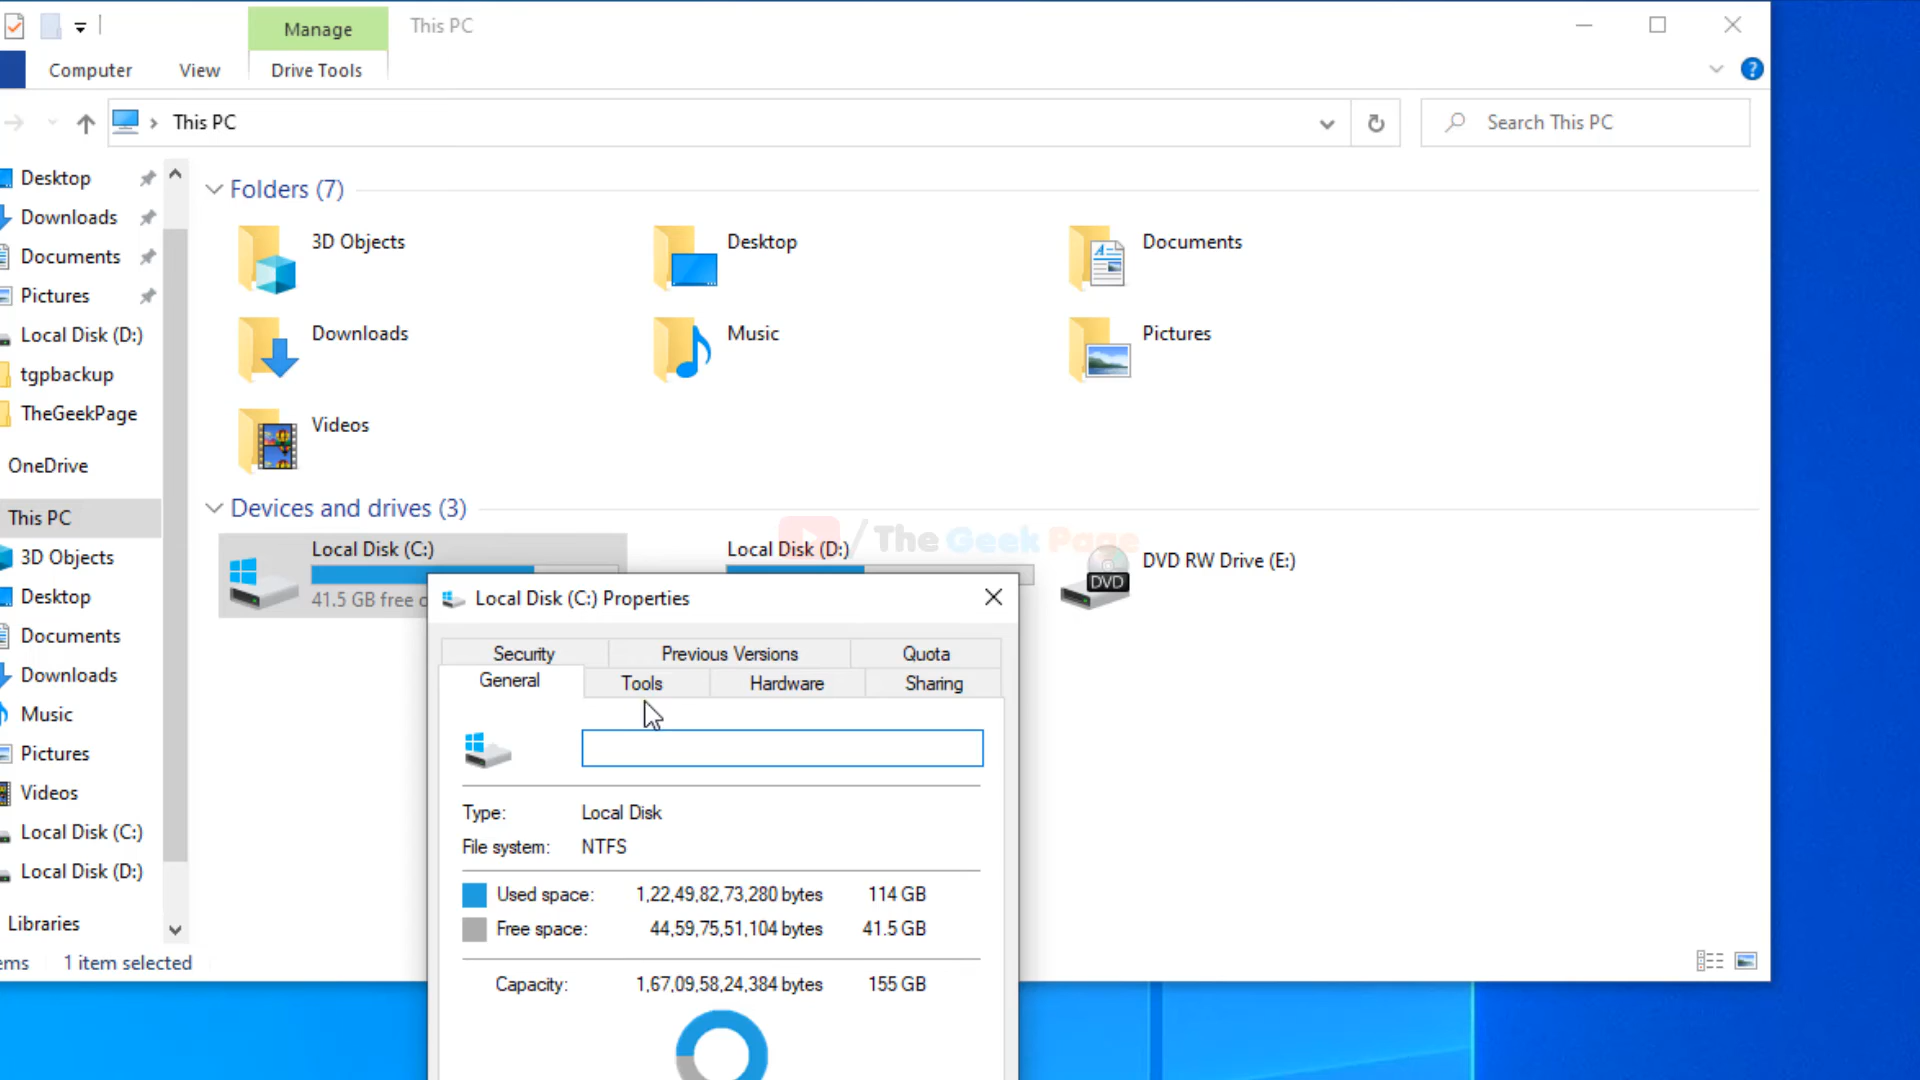 Manage
This PC
Computer
View
Drive Tools
?
This PC
Search This PC
Desktop
Downloads
Documents
Pictures
Local Disk (D:)
tgpbackup
TheGeekPage
OneDrive
This PC
3D Objects
Desktop
Documents
Downloads
Music
Pictures
Videos
Local Disk (C:)
Local Disk (D:)
Libraries
Folders (7)
3D Objects
Desktop
Documents
Downloads
Music
Pictures
Videos
Devices and drives (3)
Local Disk (C:)
41.5 GB free
Local Disk (D:)
The Geek Page
DVD RW Drive (E:)
DVD
Local Disk (C:) Properties
Security
Previous Versions
Quota
General
Tools
Hardware
Sharing
Type: Local Disk
File system: NTFS
Used space: 1,22,49,82,73,280 bytes 114 GB
Free space: 44,59,75,51,104 bytes 41.5 GB
Capacity: 1,67,09,58,24,384 bytes 155 GB
1 item selected